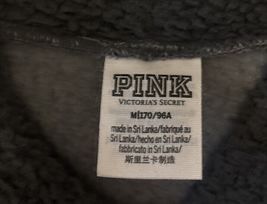 PINK
VICTORIA'S SECRET
M|170/96A
made in Sri Lanka/fabriqué au
Sri Lanka/hecho en Sri Lanka/
fabbricato in Sri Lanka/
斯里兰卡制造